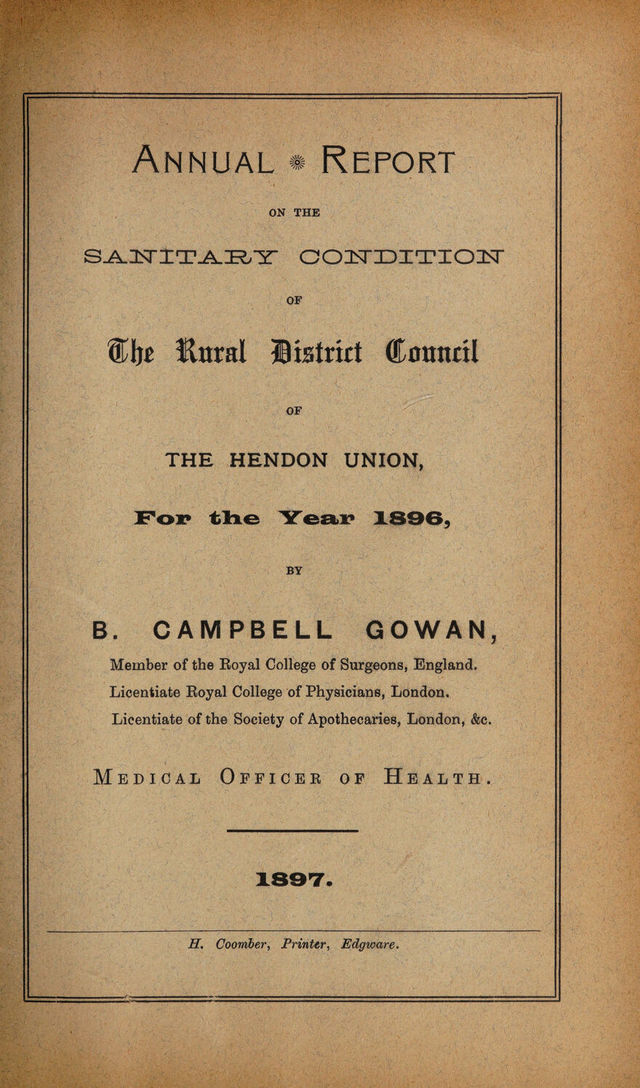 Annual Report
ON THE
SANITARY CONDITION
OF
The Rural District Council
OF
THE HENDON UNION,
For the Year 1896,
BY
B. CAMPBELL GOWAN,
Member of the Royal College of Surgeons, England.
Licentiate Royal College of Physicians, London.
Licentiate of the Society of Apothecaries, London, &c.
Medical Officer of Health.
1897.
H. Coomber, Printer, Edgware.